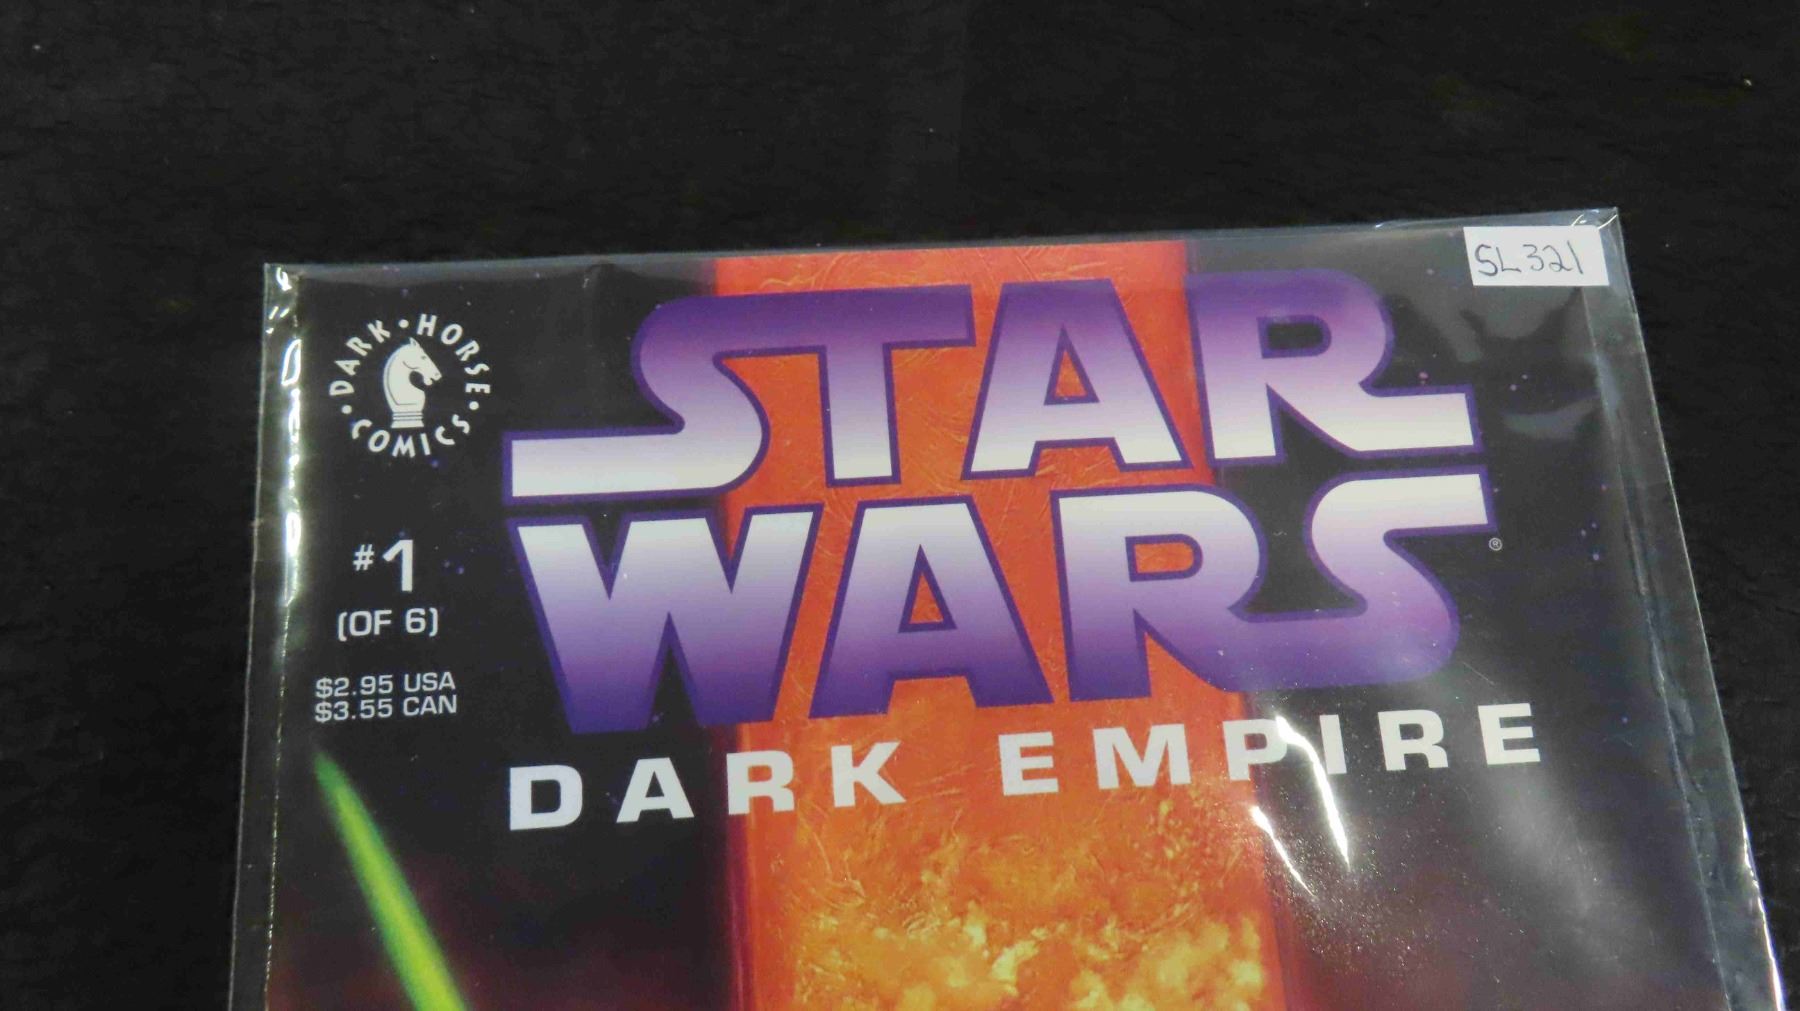 SL321
DARK • HORSE • COMICS •
STAR
WARS
®
#1
(OF 6)
$2.95 USA
$3.55 CAN
DARK EMPIRE